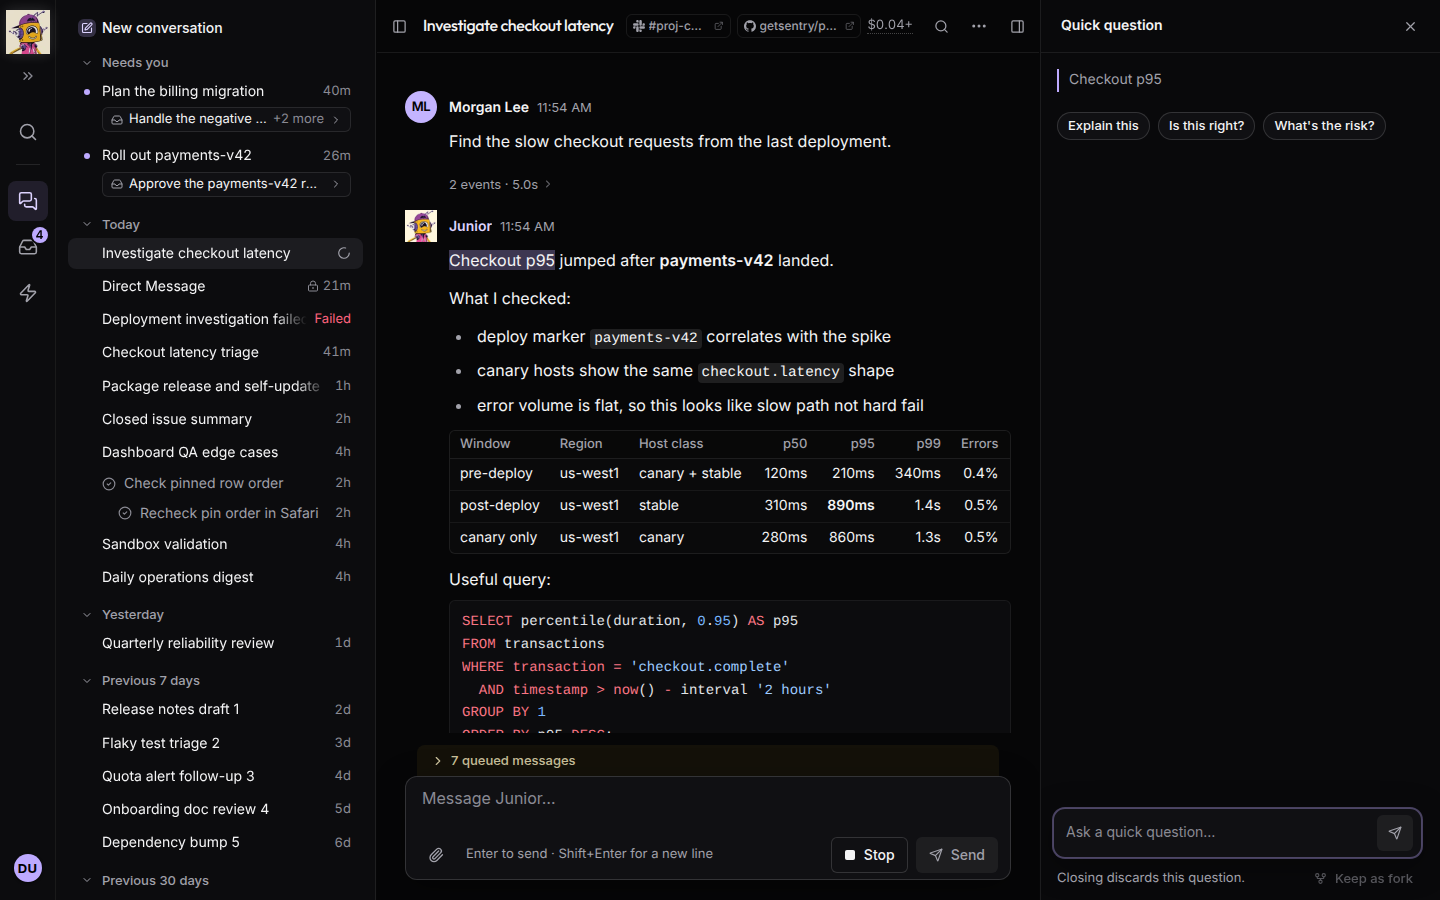 New conversation
Needs you
Plan the billing migration 40m
Handle the negative ... +2 more
Roll out payments-v42 26m
Approve the payments-v42 r...
Today
Investigate checkout latency
Direct Message 21m
Deployment investigation failed Failed
Checkout latency triage 41m
Package release and self-update 1h
Closed issue summary 2h
Dashboard QA edge cases 4h
Check pinned row order 2h
Recheck pin order in Safari 2h
Sandbox validation 4h
Daily operations digest 4h
Yesterday
Quarterly reliability review 1d
Previous 7 days
Release notes draft 1 2d
Flaky test triage 2 3d
Quota alert follow-up 3 4d
Onboarding doc review 4 5d
Dependency bump 5 6d
Previous 30 days
4
DU
Investigate checkout latency #proj-c... getsentry/p... $0.04+
ML Morgan Lee 11:54 AM
Find the slow checkout requests from the last deployment.
2 events · 5.0s
Junior 11:54 AM
Checkout p95 jumped after payments-v42 landed.
What I checked:
• deploy marker payments-v42 correlates with the spike
• canary hosts show the same checkout.latency shape
• error volume is flat, so this looks like slow path not hard fail
Window Region Host class p50 p95 p99 Errors
pre-deploy us-west1 canary + stable 120ms 210ms 340ms 0.4%
post-deploy us-west1 stable 310ms 890ms 1.4s 0.5%
canary only us-west1 canary 280ms 860ms 1.3s 0.5%
Useful query:
SELECT percentile(duration, 0.95) AS p95
FROM transactions
WHERE transaction = 'checkout.complete'
AND timestamp > now() - interval '2 hours'
GROUP BY 1
ORDER BY p95 DESC;
7 queued messages
Message Junior...
Enter to send · Shift+Enter for a new line
Stop
Send
Quick question
Checkout p95
Explain this
Is this right?
What's the risk?
Ask a quick question...
Closing discards this question.
Keep as fork